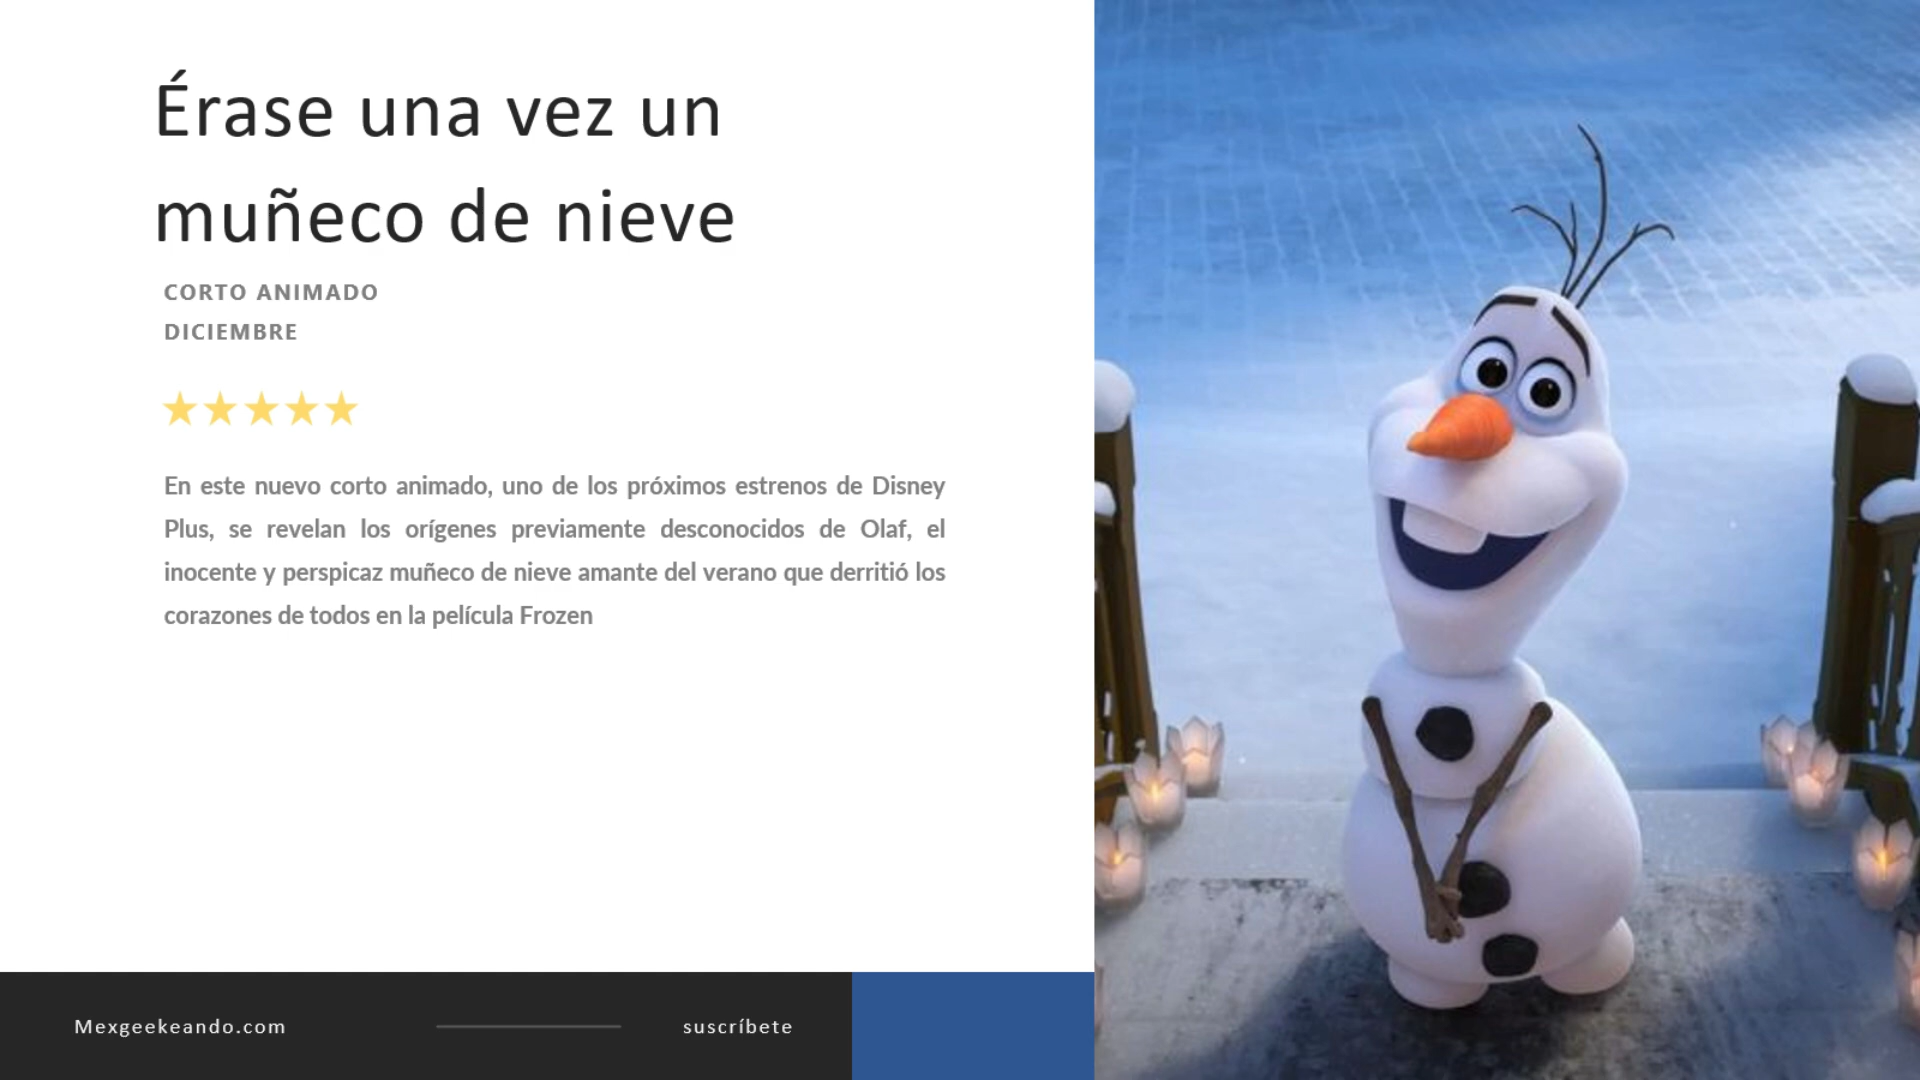 Érase una vez un
muñeco de nieve
CORTO ANIMADO
DICIEMBRE
En este nuevo corto animado, uno de los próximos estrenos de Disney
Plus, se revelan los orígenes previamente desconocidos de Olaf, el
inocente y perspicaz muñeco de nieve amante del verano que derritió los
corazones de todos en la película Frozen
Mexgeekeando.com
suscríbete